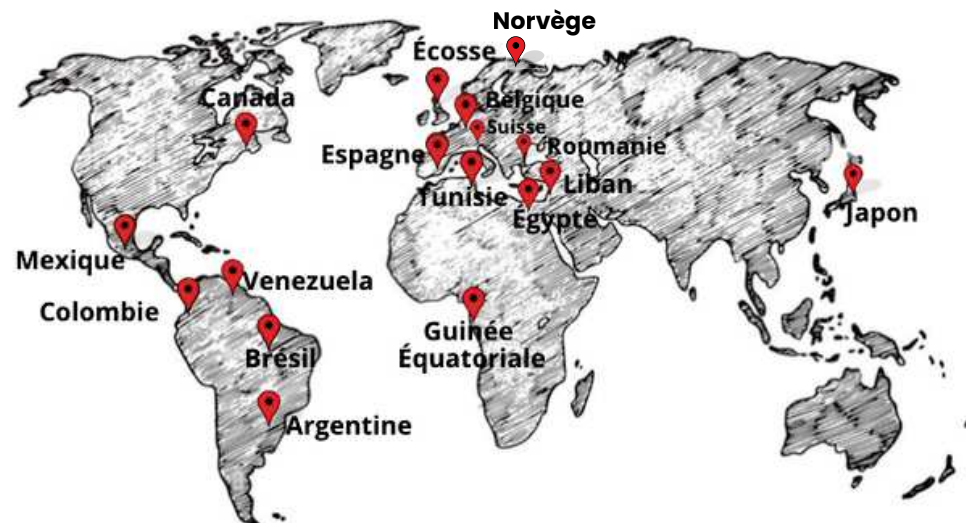 Norvège
Écosse
Canada
Belgique
Suisse
Espagne
Roumanie
Tunisie
Liban
Égypte
Japon
Mexique
Venezuela
Colombie
Guinée
Équatoriale
Brésil
Argentine